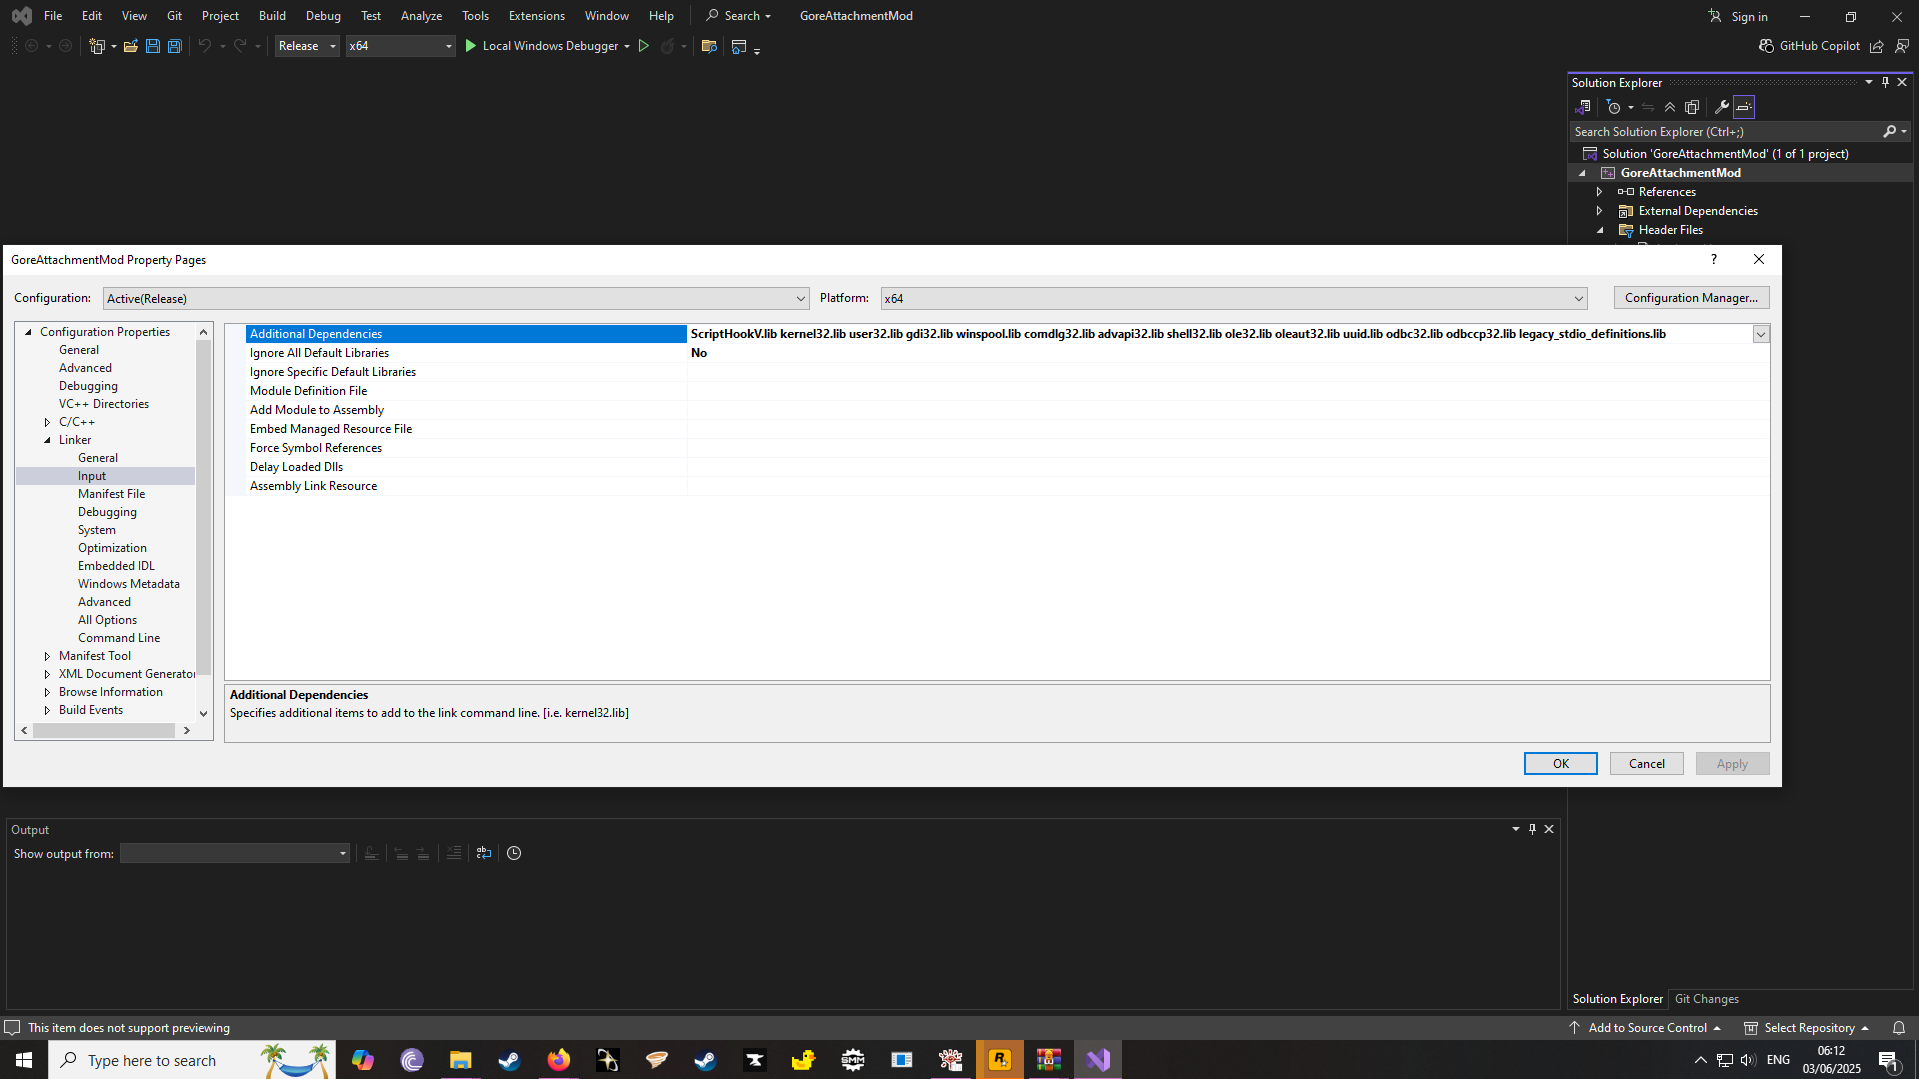 File Edit View Git Project Build Debug Test Analyze Tools Extensions Window Help Search GoreAttachmentMod Sign in
Release x64 Local Windows Debugger GitHub Copilot
Solution Explorer
Search Solution Explorer (Ctrl+;)
Solution 'GoreAttachmentMod' (1 of 1 project)
GoreAttachmentMod
References
External Dependencies
Header Files
GoreAttachmentMod Property Pages ?
Configuration: Active(Release) Platform: x64 Configuration Manager...
Configuration Properties
General
Advanced
Debugging
VC++ Directories
C/C++
Linker
General
Input
Manifest File
Debugging
System
Optimization
Embedded IDL
Windows Metadata
Advanced
All Options
Command Line
Manifest Tool
XML Document Generator
Browse Information
Build Events
Additional Dependencies ScriptHookV.lib kernel32.lib user32.lib gdi32.lib winspool.lib comdlg32.lib advapi32.lib shell32.lib ole32.lib oleaut32.lib uuid.lib odbc32.lib odbccp32.lib legacy_stdio_definitions.lib
Ignore All Default Libraries No
Ignore Specific Default Libraries
Module Definition File
Add Module to Assembly
Embed Managed Resource File
Force Symbol References
Delay Loaded Dlls
Assembly Link Resource
Additional Dependencies
Specifies additional items to add to the link command line. [i.e. kernel32.lib]
OK Cancel Apply
Output
Show output from:
Solution Explorer Git Changes
This item does not support previewing Add to Source Control Select Repository
Type here to search SMM R ENG 06:12
03/06/2025 1